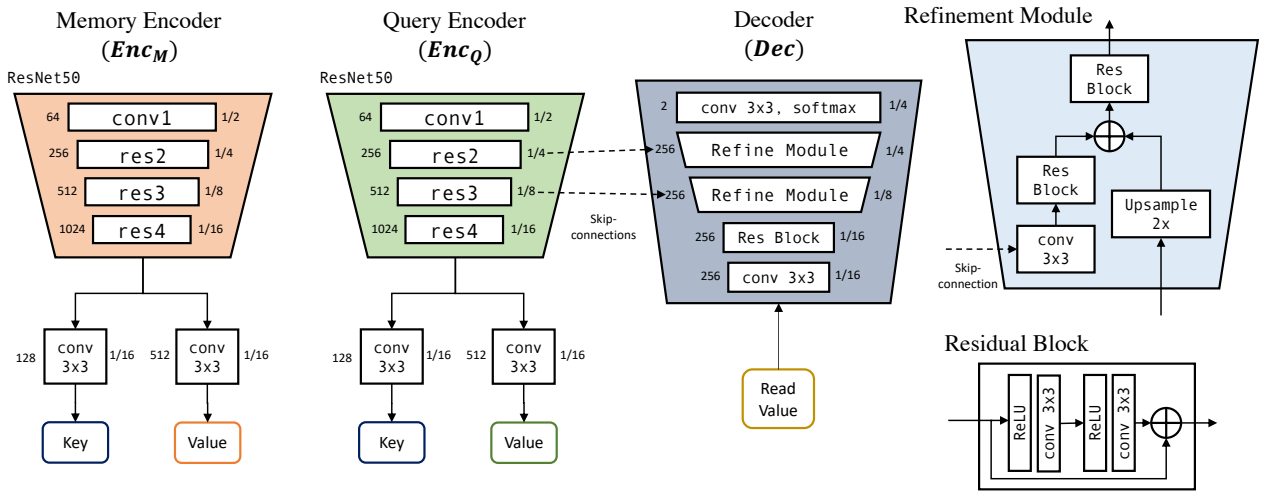 Memory Encoder
(Enc_M)
ResNet50
64 conv1 1/2
256 res2 1/4
512 res3 1/8
1024 res4 1/16
128 conv 3x3 1/16
512 conv 3x3 1/16
Key
Value
Query Encoder
(Enc_Q)
ResNet50
64 conv1 1/2
256 res2 1/4
512 res3 1/8
1024 res4 1/16
Skip-
connections
128 conv 3x3 1/16
512 conv 3x3 1/16
Key
Value
Decoder
(Dec)
2 conv 3x3, softmax 1/4
256 Refine Module 1/4
256 Refine Module 1/8
256 Res Block 1/16
256 conv 3x3 1/16
Read
Value
Refinement Module
Res
Block
Res
Block
Upsample
2x
conv
3x3
Skip-
connection
Residual Block
ReLU
conv 3x3
ReLU
conv 3x3